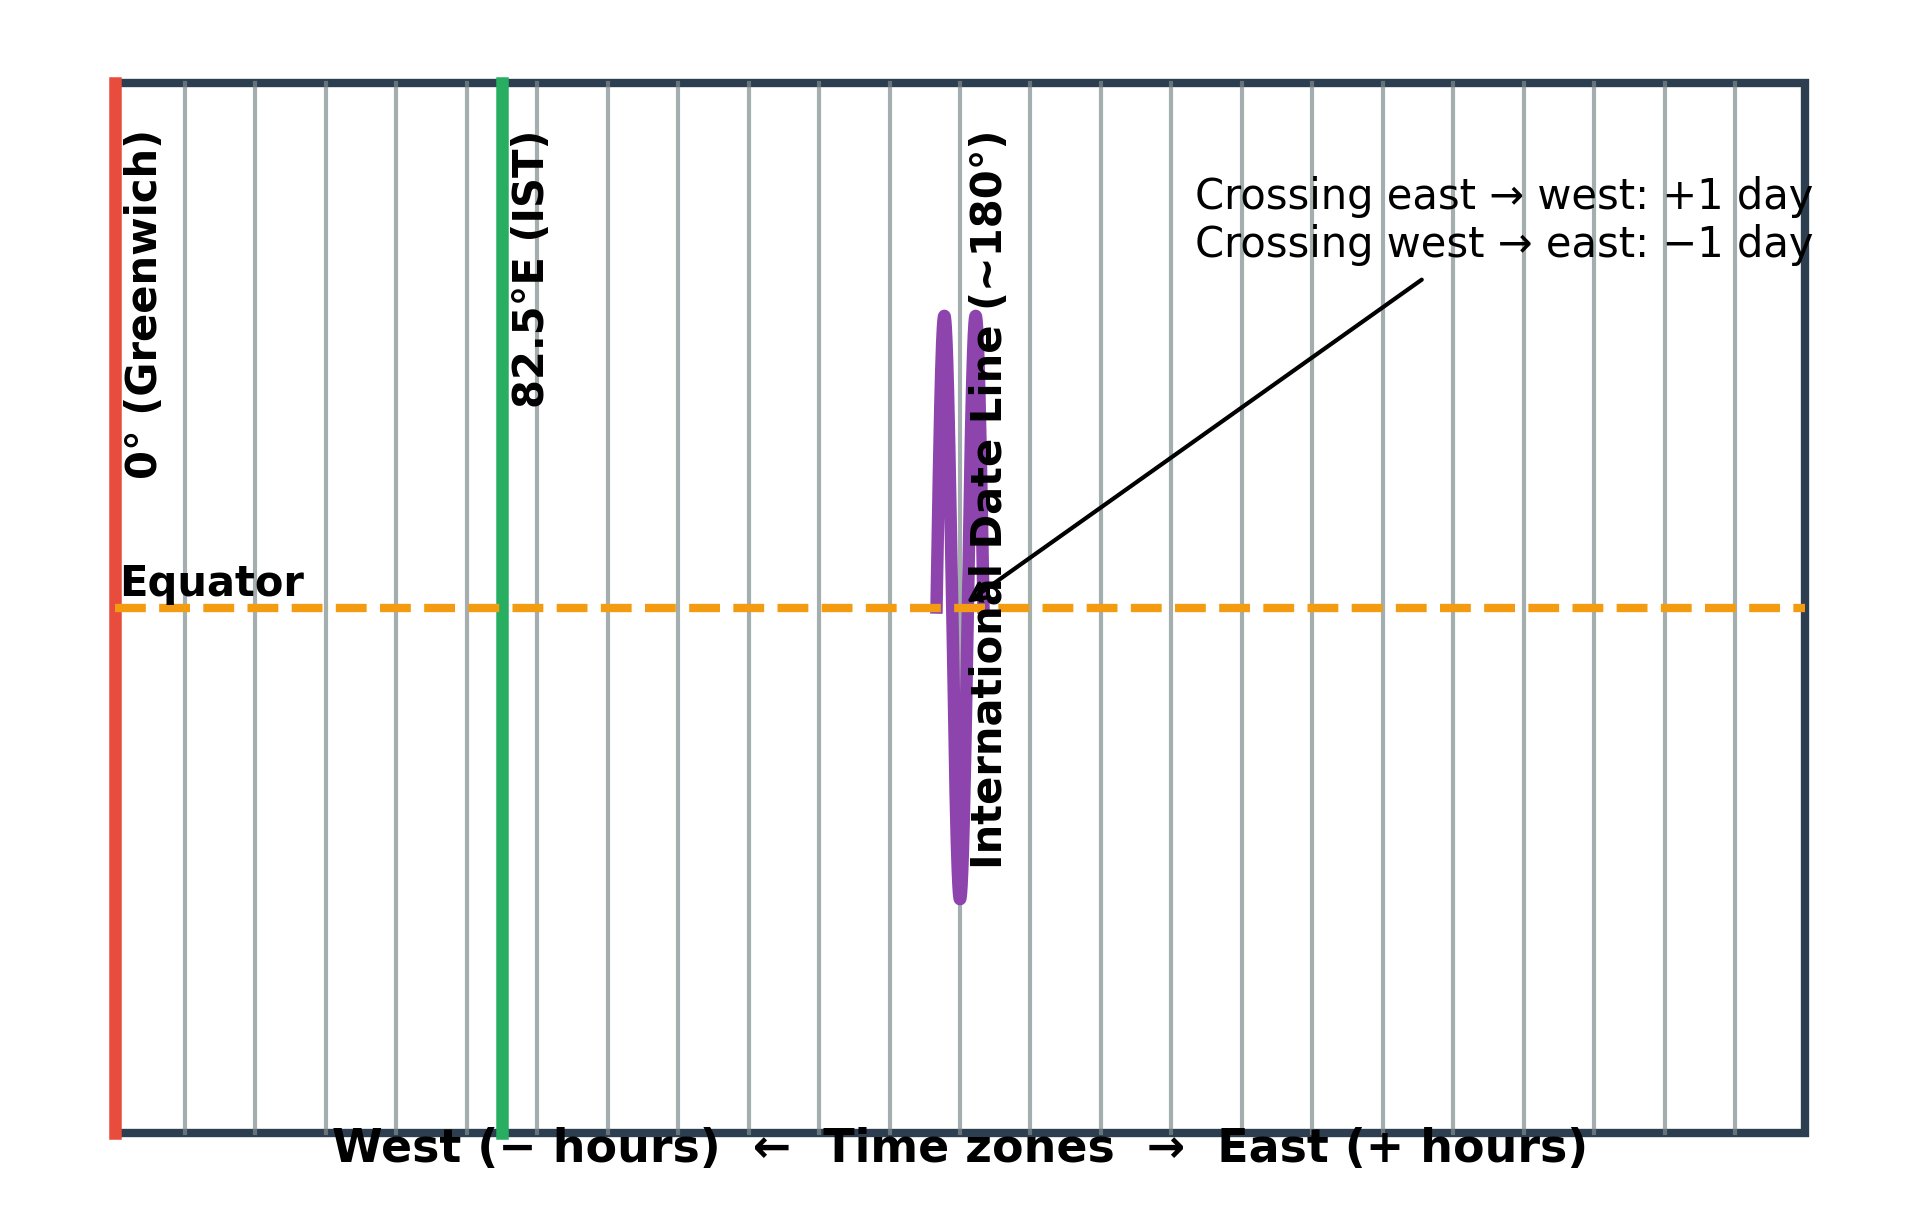 0° (Greenwich)
82.5°E (IST)
International Date Line (~180°)
Crossing east → west: +1 day
Crossing west → east: −1 day
Equator
West (− hours) ← Time zones → East (+ hours)